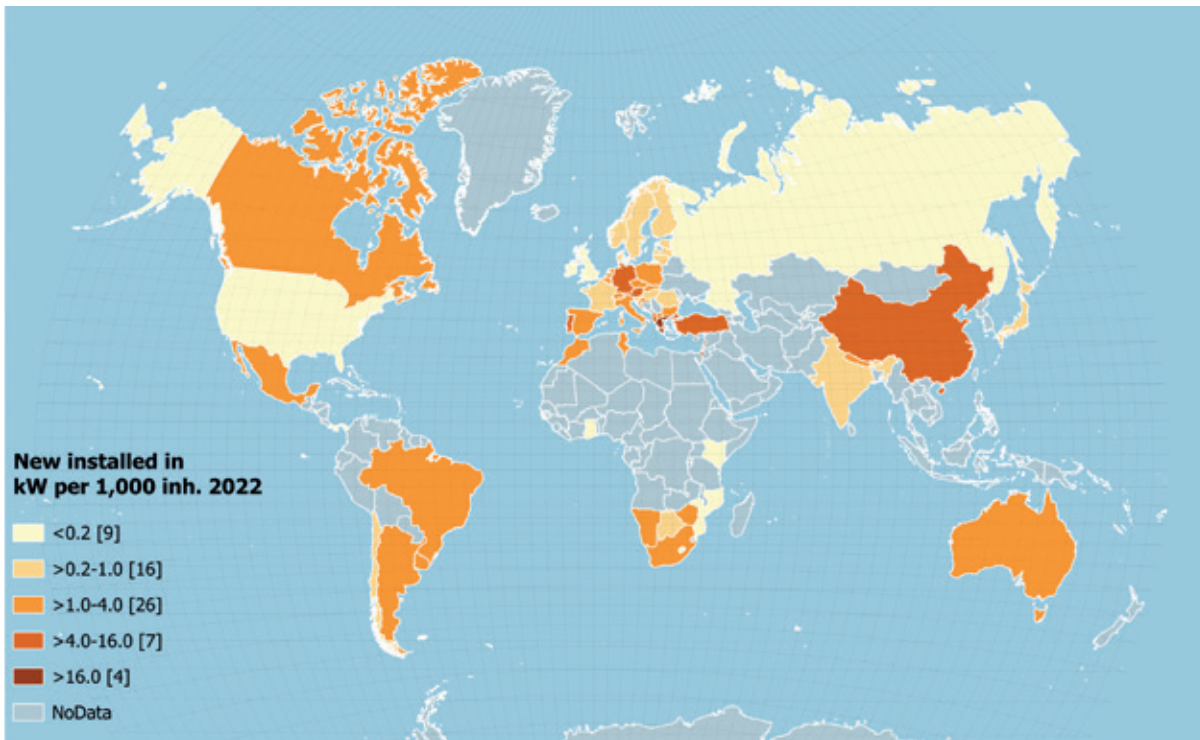 New installed in
kW per 1,000 inh. 2022
<0.2 [9]
>0.2-1.0 [16]
>1.0-4.0 [26]
>4.0-16.0 [7]
>16.0 [4]
NoData